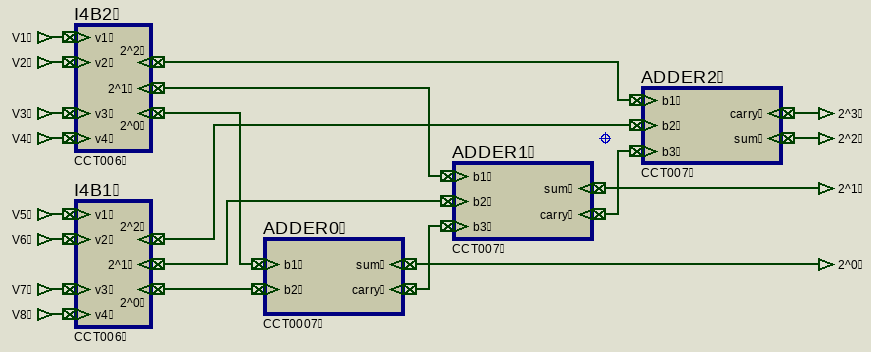 I4B2
V1
V2
V3
V4
v1
v2
v3
v4
2^2
2^1
2^0
CCT006
I4B1
V5
V6
V7
V8
v1
v2
v3
v4
2^2
2^1
2^0
CCT006
ADDER0
b1
b2
sum
carry
CCT0007
ADDER1
b1
b2
b3
sum
carry
CCT007
ADDER2
b1
b2
b3
carry
sum
CCT007
2^3
2^2
2^1
2^0